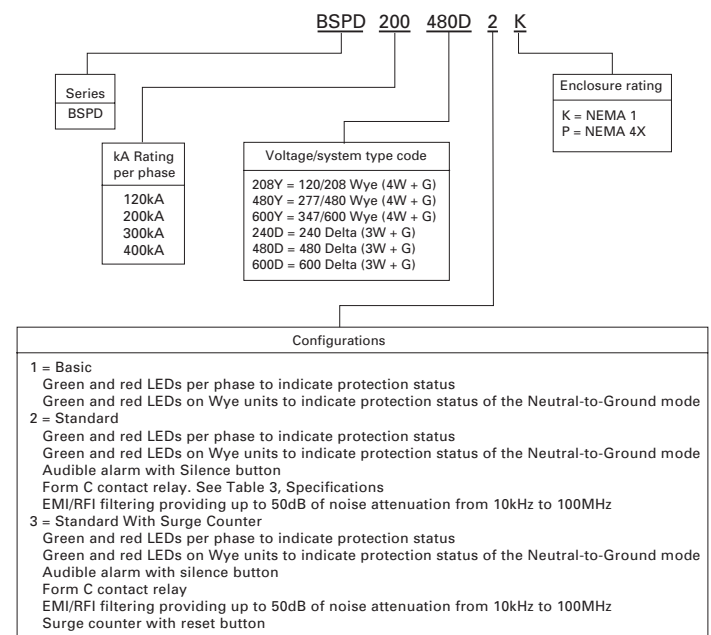 BSPD 200 480D 2 K
Series
BSPD
Enclosure rating
K = NEMA 1
P = NEMA 4X
kA Rating
per phase
120kA
200kA
300kA
400kA
Voltage/system type code
208Y = 120/208 Wye (4W + G)
480Y = 277/480 Wye (4W + G)
600Y = 347/600 Wye (4W + G)
240D = 240 Delta (3W + G)
480D = 480 Delta (3W + G)
600D = 600 Delta (3W + G)
Configurations
1 = Basic
Green and red LEDs per phase to indicate protection status
Green and red LEDs on Wye units to indicate protection status of the Neutral-to-Ground mode
2 = Standard
Green and red LEDs per phase to indicate protection status
Green and red LEDs on Wye units to indicate protection status of the Neutral-to-Ground mode
Audible alarm with Silence button
Form C contact relay. See Table 3, Specifications
EMI/RFI filtering providing up to 50dB of noise attenuation from 10kHz to 100MHz
3 = Standard With Surge Counter
Green and red LEDs per phase to indicate protection status
Green and red LEDs on Wye units to indicate protection status of the Neutral-to-Ground mode
Audible alarm with silence button
Form C contact relay
EMI/RFI filtering providing up to 50dB of noise attenuation from 10kHz to 100MHz
Surge counter with reset button